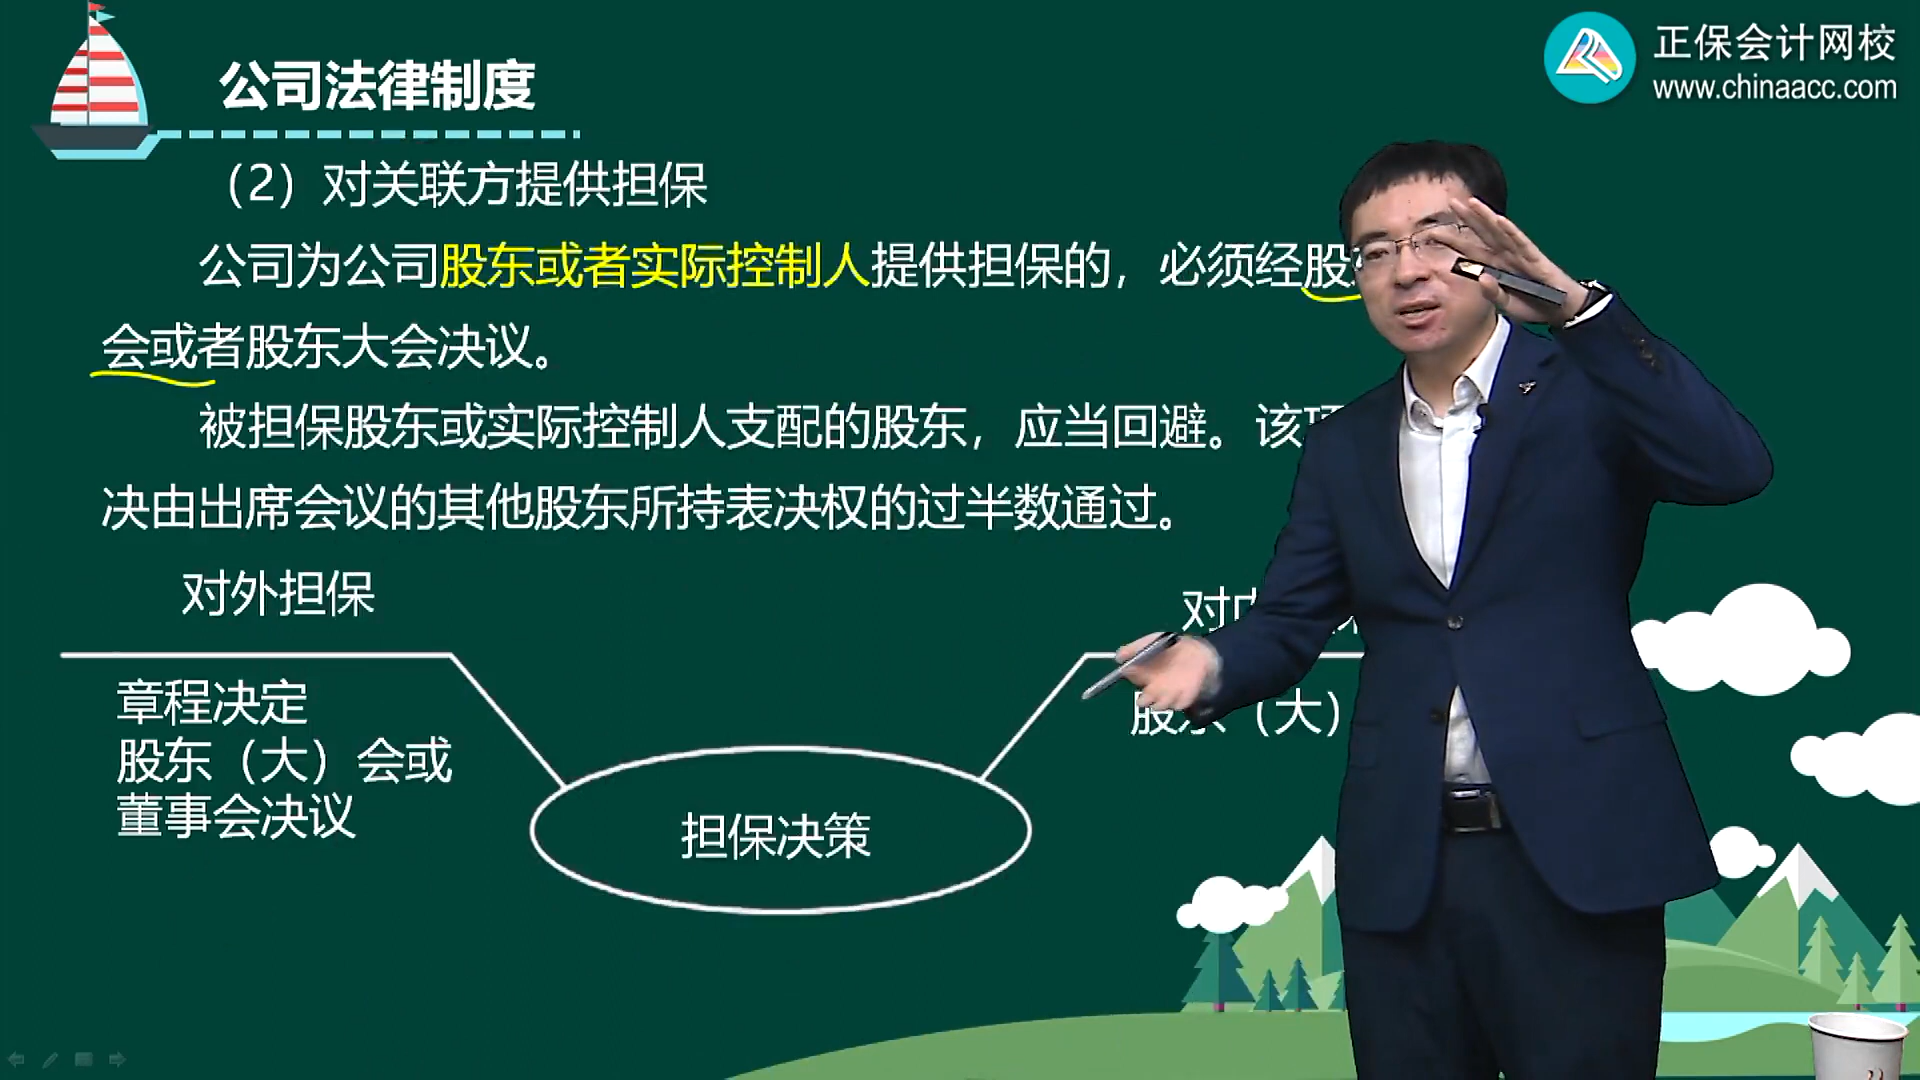 正保会计网校
www.chinaacc.com
公司法律制度
（2）对关联方提供担保
公司为公司股东或者实际控制人提供担保的，必须经股
会或者股东大会决议。
被担保股东或实际控制人支配的股东，应当回避。该项
决由出席会议的其他股东所持表决权的过半数通过。
对外担保
对内
章程决定
股东（大）会或
董事会决议
股东（大）
担保决策